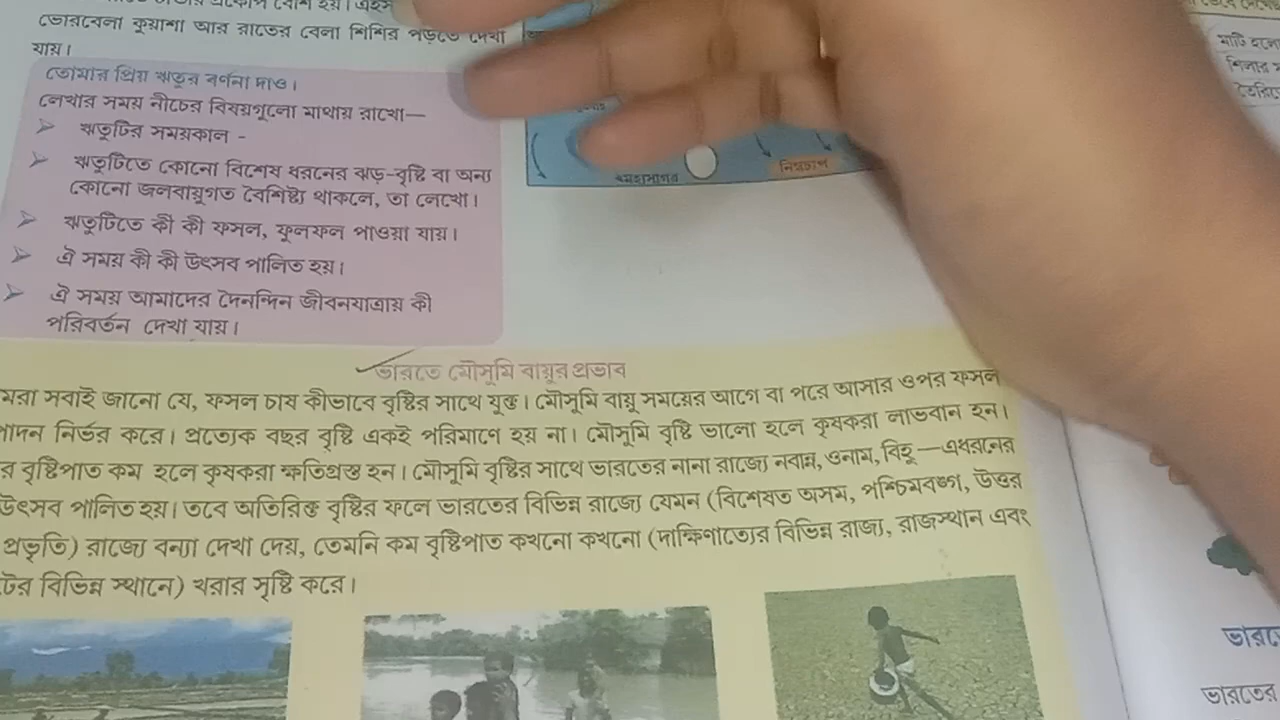 ভোরবেলা কুয়াশা আর রাতের বেলা শিশির পড়তে দেখা
যায়।
তোমার প্রিয় ঋতুর বর্ণনা দাও।
লেখার সময় নীচের বিষয়গুলো মাথায় রাখো—
➢ ঋতুটির সময়কাল -
➢ ঋতুটিতে কোনো বিশেষ ধরনের ঝড়-বৃষ্টি বা অন্য
কোনো জলবায়ুগত বৈশিষ্ট্য থাকলে, তা লেখো।
➢ ঋতুটিতে কী কী ফসল, ফুলফল পাওয়া যায়।
➢ ঐ সময় কী কী উৎসব পালিত হয়।
➢ ঐ সময় আমাদের দৈনন্দিন জীবনযাত্রায় কী
পরিবর্তন দেখা যায়।
নিম্নচাপ
ভারতে মৌসুমি বায়ুর প্রভাব
মরা সবাই জানো যে, ফসল চাষ কীভাবে বৃষ্টির সাথে যুক্ত। মৌসুমি বায়ু সময়ের আগে বা পরে আসার ওপর ফসল
পাদন নির্ভর করে। প্রত্যেক বছর বৃষ্টি একই পরিমাণে হয় না। মৌসুমি বৃষ্টি ভালো হলে কৃষকরা লাভবান হন।
র বৃষ্টিপাত কম হলে কৃষকরা ক্ষতিগ্রস্ত হন। মৌসুমি বৃষ্টির সাথে ভারতের নানা রাজ্যে নবান্ন, ওনাম, বিহু—এধরনের
উৎসব পালিত হয়। তবে অতিরিক্ত বৃষ্টির ফলে ভারতের বিভিন্ন রাজ্যে যেমন (বিশেষত অসম, পশ্চিমবঙ্গ, উত্তর
প্রভৃতি) রাজ্যে বন্যা দেখা দেয়, তেমনি কম বৃষ্টিপাত কখনো কখনো (দাক্ষিণাত্যের বিভিন্ন রাজ্য, রাজস্থান এবং
টের বিভিন্ন স্থানে) খরার সৃষ্টি করে।
মাটি হলো
শিলার
ভারতের